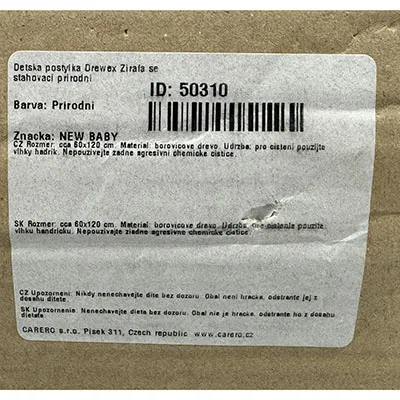 Detska postylka Drewex Zirafa se
stahovaci prirodni
ID: 50310
Barva: Prirodni
Znacka: NEW BABY
CZ Rozmer: cca 60x120 cm. Material: borovicove drevo. Udrzba: pro cisteni pouzijte
vlhky hadrik. Nepouzivejte zadne agresivni chemicke cistice.
SK Rozmer: cca 60x120 cm. Material: borovicove drevo. Udrzba: pre cistenie pouzite
vlhku handricku. Nepouzivajte ziadne agresivne chemicke cistice.
CZ Upozorneni: Nikdy nenechavejte dite bez dozoru. Obal neni hracka, odstrante jej z
dosahu ditete.
SK Upozornenie: Nenechavejte dieta bez dozoru. Obal nie je hracka, odstrante ho z dosahu
dietata.
CARERO s.r.o. Pisek 311, Czech republic www.carero.cz